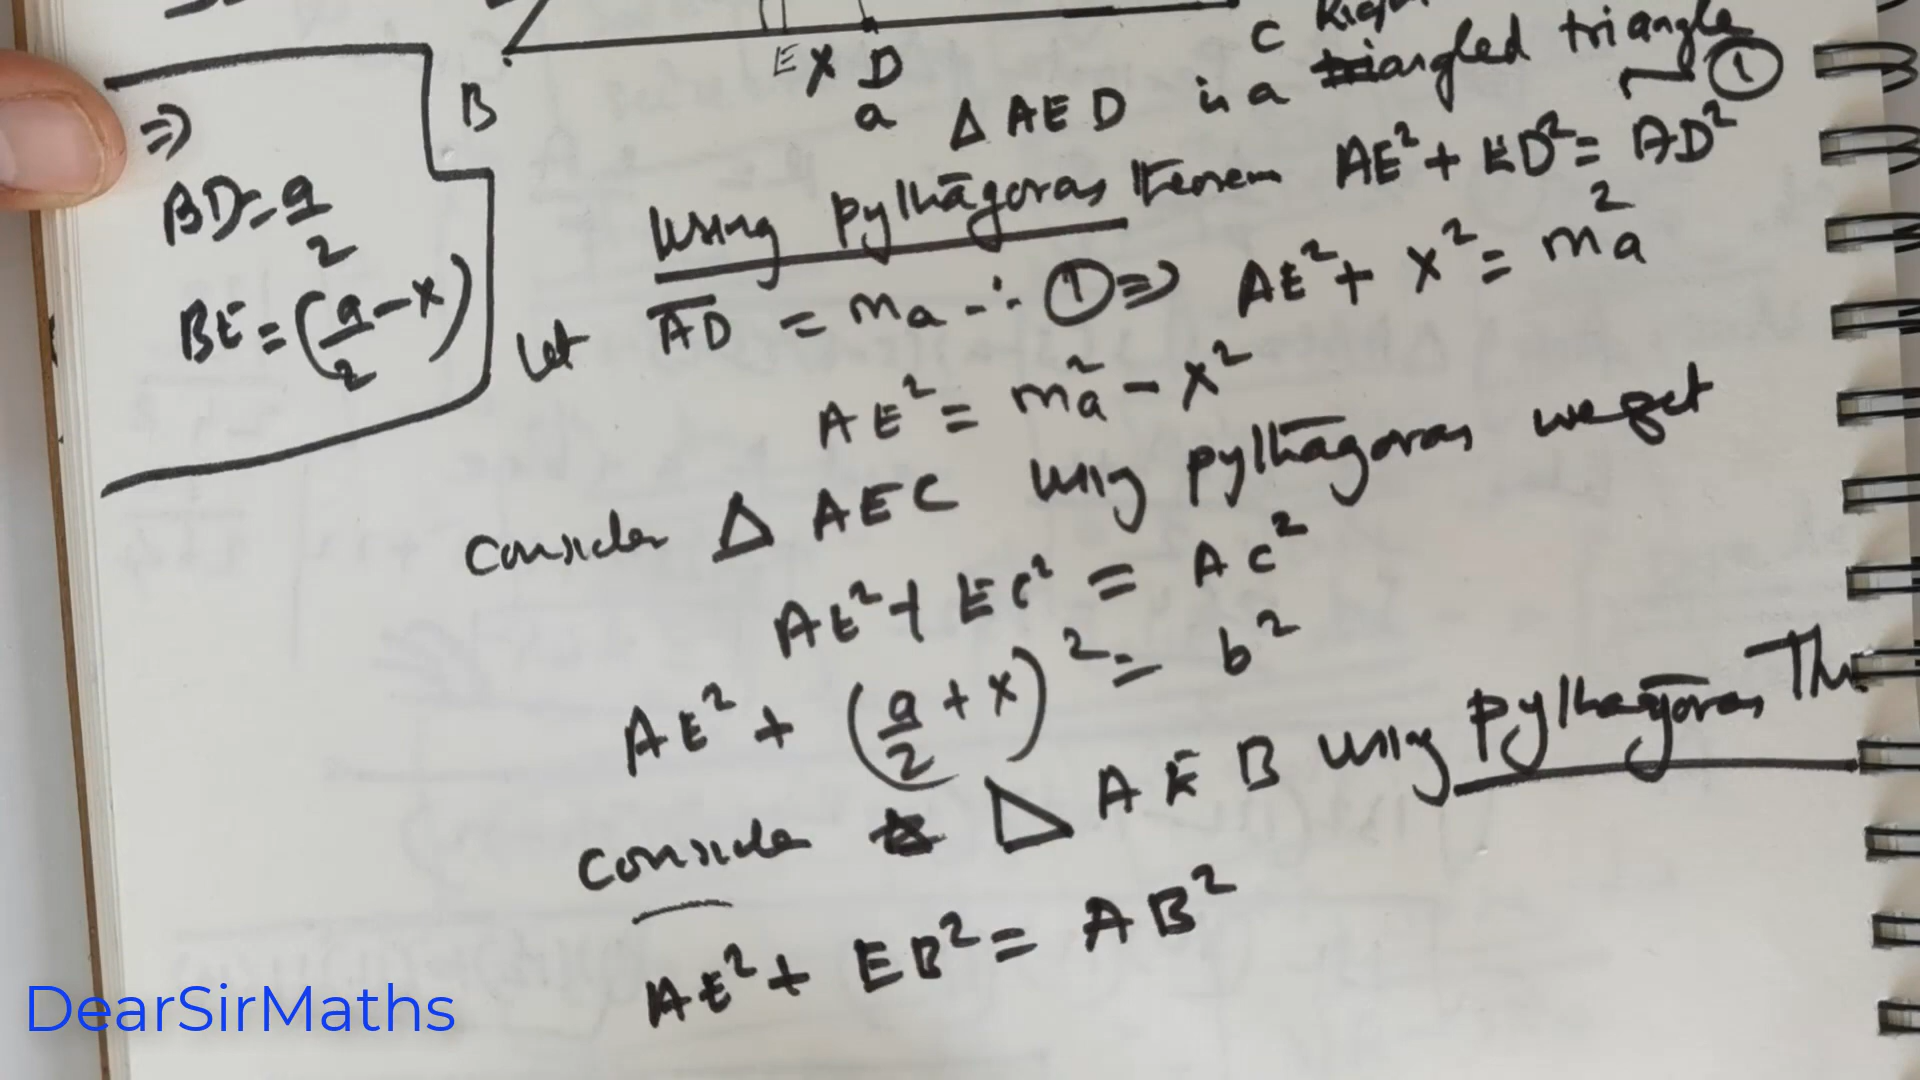 E X D
a
B
C Right
Δ AED is a angled triangle
⇒
BD = a/2
BE = (a/2 - x)
Using pythagoras theorem AE² + ED² = AD² ①
Let AD = ma ∴ ① ⇒ AE² + x² = ma²
AE² = ma² - x²
Consider Δ AEC using pythagoras we get
AE² + EC² = AC²
AE² + (a/2 + x)² = b²
Consider Δ AEB using pythagoras
AE² + EB² = AB²
DearSirMaths